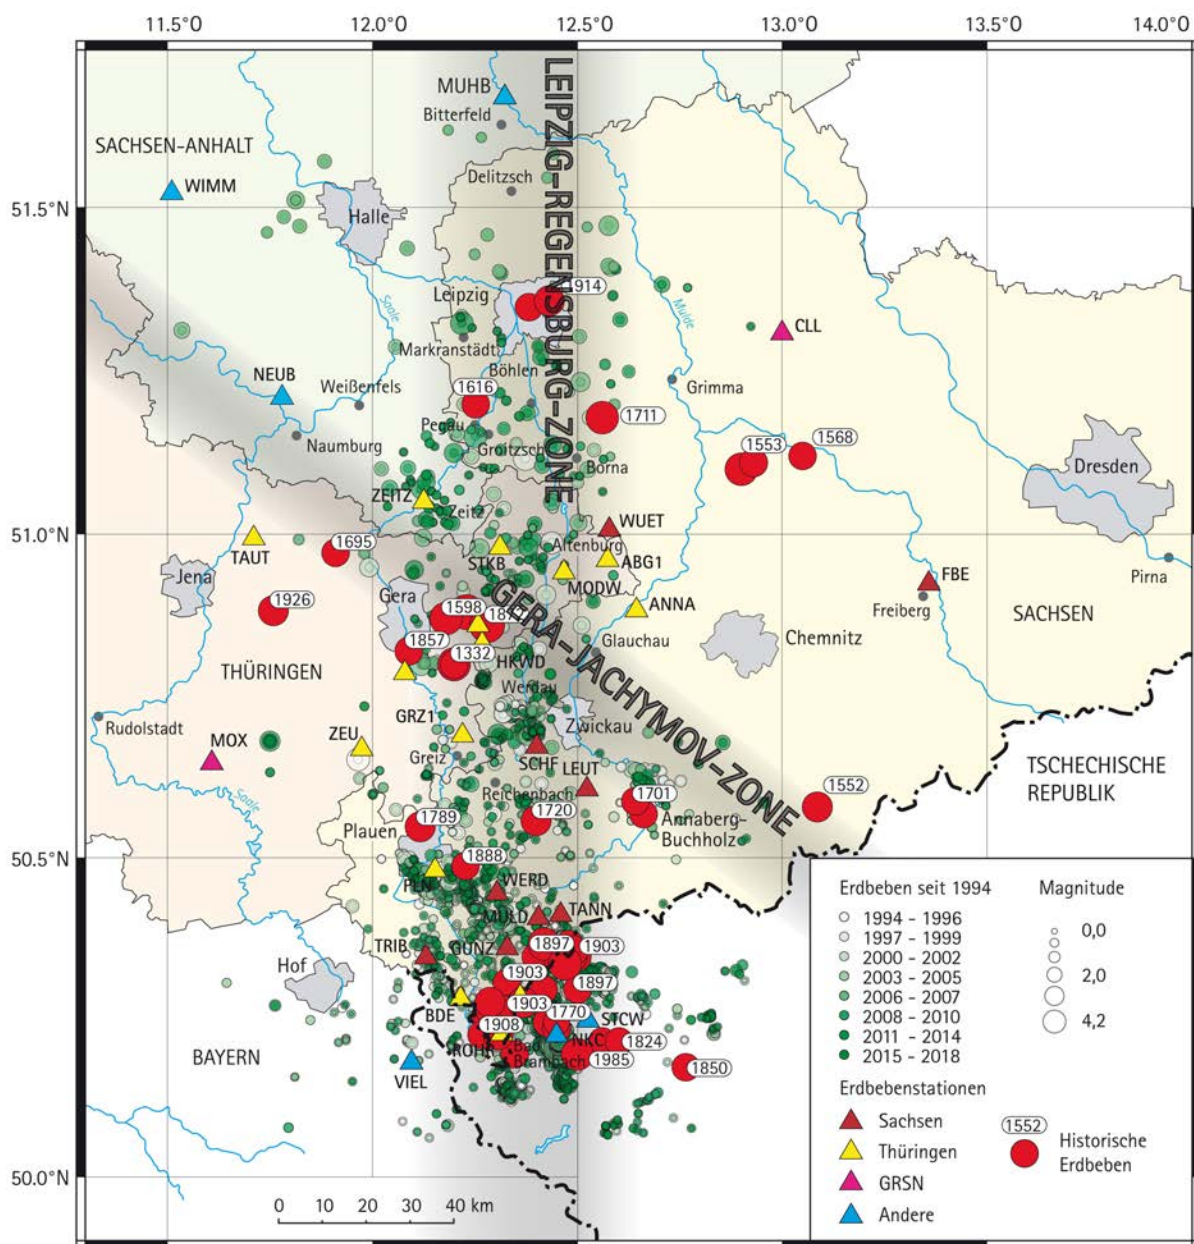 11.5°O 12.0°O 12.5°O 13.0°O 13.5°O 14.0°O
MUHB
Bitterfeld
LEIPZIG-REGENSBURG-ZONE
SACHSEN-ANHALT
WIMM
Delitzsch
51.5°N
Halle
Leipzig
1914
Saale
Mulde
CLL
Markranstädt
Böhlen
NEUB
Weißenfels
Grimma
1616
1711
Pegau
Naumburg
Groitzsch
1553
1568
Borna
Dresden
ZEITZ
Zeitz
51.0°N
WUET
TAUT
1695
STKB
Altenburg
ABG1
Pirna
MODW
FBE
Jena
Gera
Freiberg
1926
1598
ANNA
SACHSEN
GERA-JACHYMOV-ZONE
1857
Glauchau
Chemnitz
1332
HKWD
THÜRINGEN
Werdau
GRZ1
Zwickau
Rudolstadt
MOX
ZEU
Greiz
SCHF
LEUT
TSCHECHISCHE
REPUBLIK
Reichenbach
1701
1552
Saale
1789
1720
Annaberg-
Buchholz
Plauen
50.5°N
1888
PLN
WERD
MULD
TANN
TRIB
GUNZ
1897
1903
Hof
1903
1897
BDE
1903
1770
STCW
1908
NKC
1824
ROHR
Bad
Brambach
1985
1850
BAYERN
VIEL
50.0°N
0 10 20 30 40 km
Erdbeben seit 1994
1994 - 1996
1997 - 1999
2000 - 2002
2003 - 2005
2006 - 2007
2008 - 2010
2011 - 2014
2015 - 2018
Magnitude
0,0
2,0
4,2
Erdbebenstationen
Sachsen
Thüringen
GRSN
Andere
1552
Historische
Erdbeben